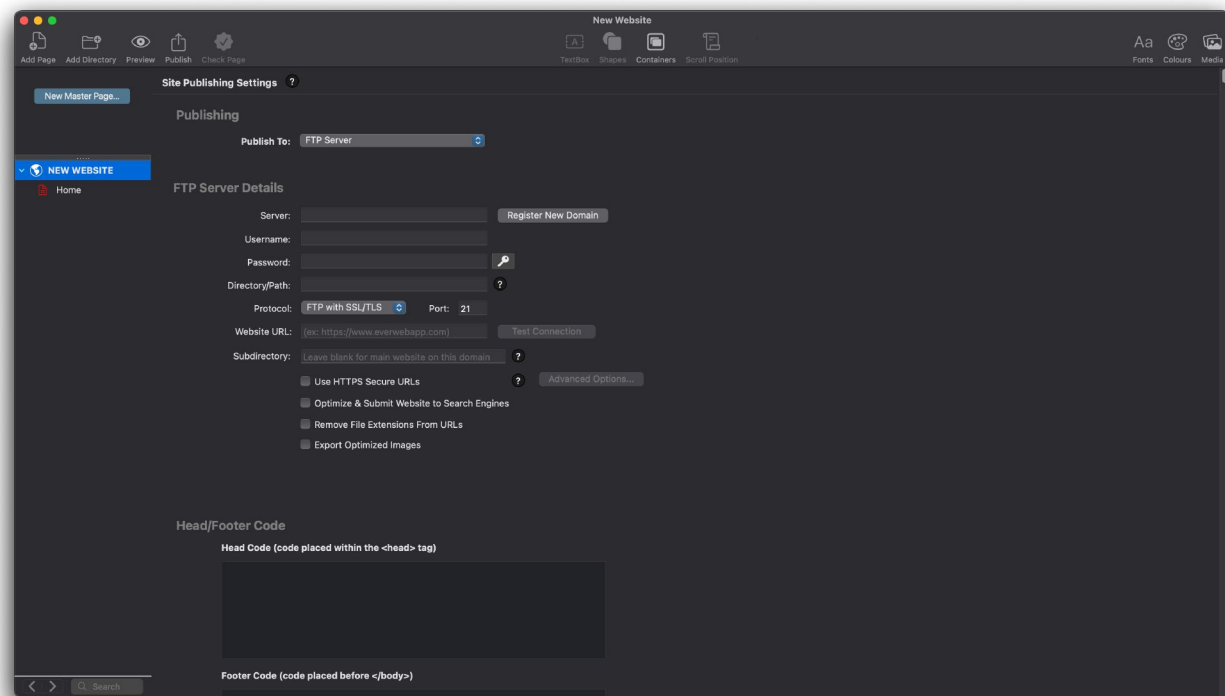 New Website
Add Page Add Directory Preview Publish Check Page TextBox Shapes Containers Scroll Position Fonts Colours Media
New Master Page...
Site Publishing Settings ?
Publishing
Publish To: FTP Server
NEW WEBSITE
Home
FTP Server Details
Server: Register New Domain
Username:
Password:
Directory/Path: ?
Protocol: FTP with SSL/TLS Port: 21
Website URL: (ex: https://www.everwebapp.com) Test Connection
Subdirectory: Leave blank for main website on this domain ?
Use HTTPS Secure URLs ? Advanced Options...
Optimize & Submit Website to Search Engines
Remove File Extensions From URLs
Export Optimized Images
Head/Footer Code
Head Code (code placed within the <head> tag)
Footer Code (code placed before </body>)
Search